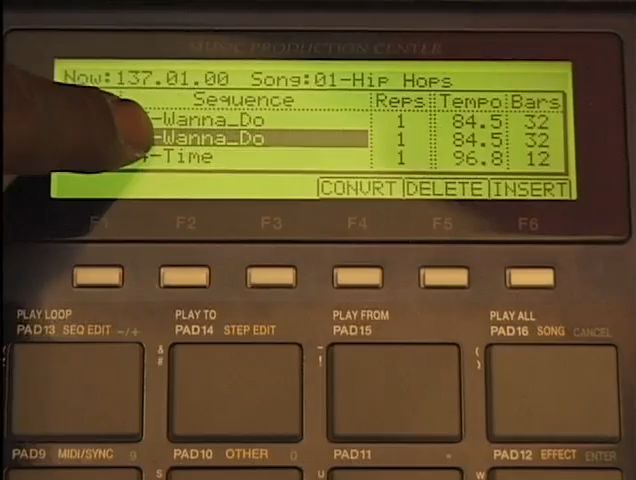 MUSIC PRODUCTION CENTER
Now:137.01.00 Song:01-Hip Hops
Sequence Reps Tempo Bars
-Wanna_Do 1 84.5 32
-Wanna_Do 1 84.5 32
-Time 1 96.8 12
CONVRT DELETE INSERT
F1 F2 F3 F4 F5 F6
PLAY LOOP PLAY TO PLAY FROM PLAY ALL
PAD13 SEQ EDIT -/+ PAD14 STEP EDIT PAD15 PAD16 SONG CANCEL
& - (
# ! )
PAD9 MIDI/SYNC 9 PAD10 OTHER 0 PAD11 PAD12 EFFECT ENTER
S U W